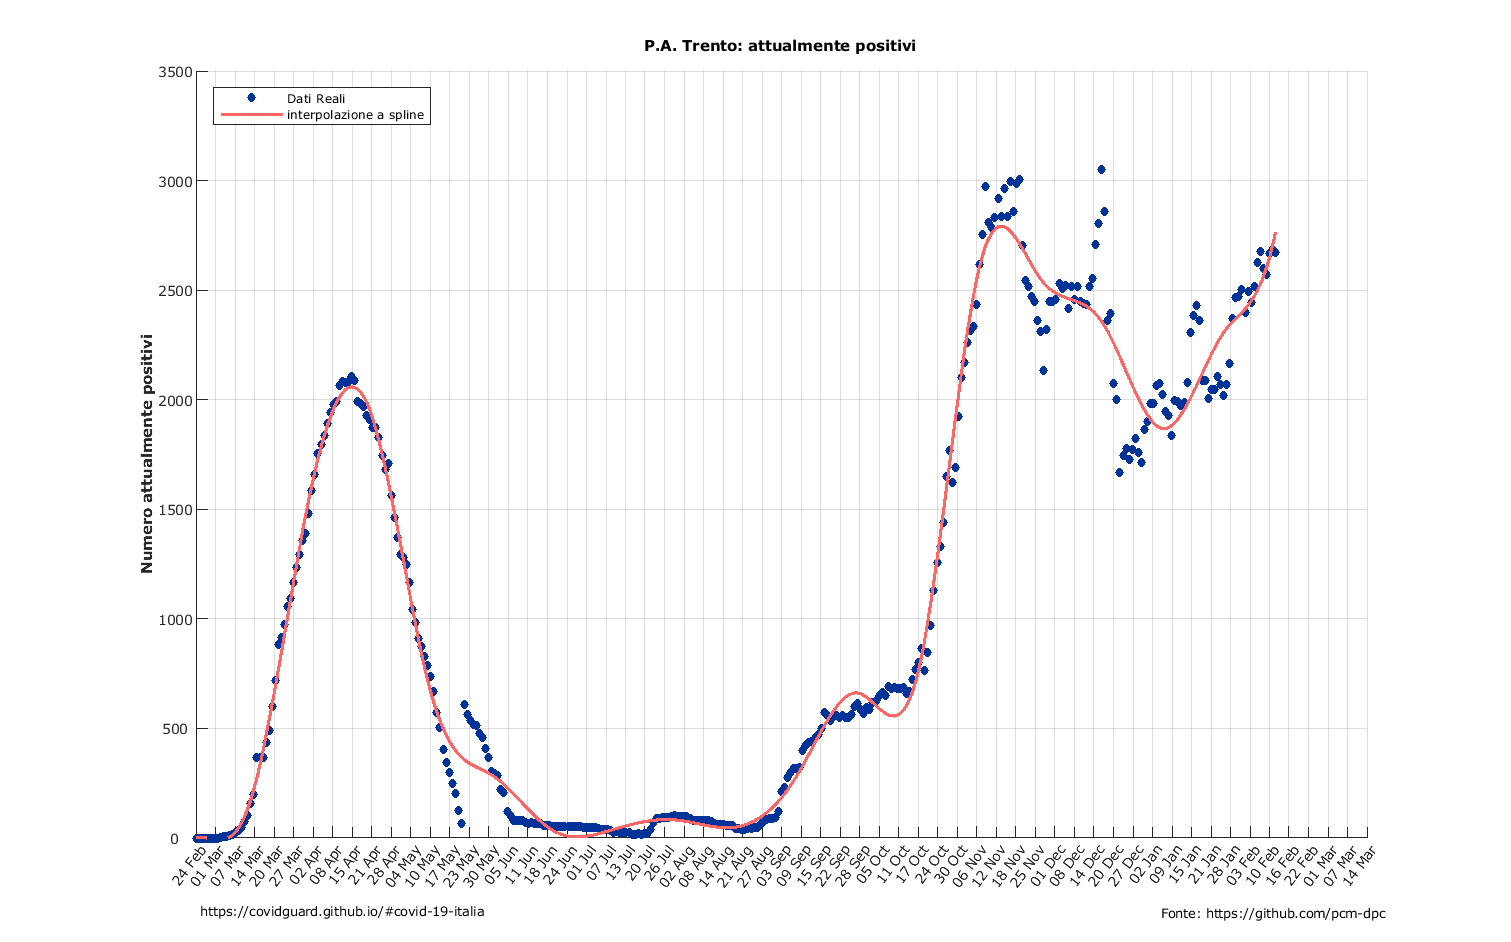 P.A. Trento: attualmente positivi
3500
3000
2500
2000
1500
1000
500
0
Numero attualmente positivi
Dati Reali
interpolazione a spline
24 Feb
01 Mar
07 Mar
14 Mar
20 Mar
27 Mar
02 Apr
08 Apr
15 Apr
21 Apr
28 Apr
04 May
10 May
17 May
23 May
30 May
05 Jun
11 Jun
18 Jun
24 Jun
01 Jul
07 Jul
13 Jul
20 Jul
26 Jul
02 Aug
08 Aug
14 Aug
21 Aug
27 Aug
03 Sep
09 Sep
15 Sep
22 Sep
28 Sep
05 Oct
11 Oct
17 Oct
24 Oct
30 Oct
06 Nov
12 Nov
18 Nov
25 Nov
01 Dec
08 Dec
14 Dec
20 Dec
02 Jan
09 Jan
15 Jan
21 Jan
28 Jan
03 Feb
10 Feb
16 Feb
22 Feb
01 Mar
07 Mar
14 Mar
https://covidguard.github.io/#covid-19-italia
Fonte: https://github.com/pcm-dpc